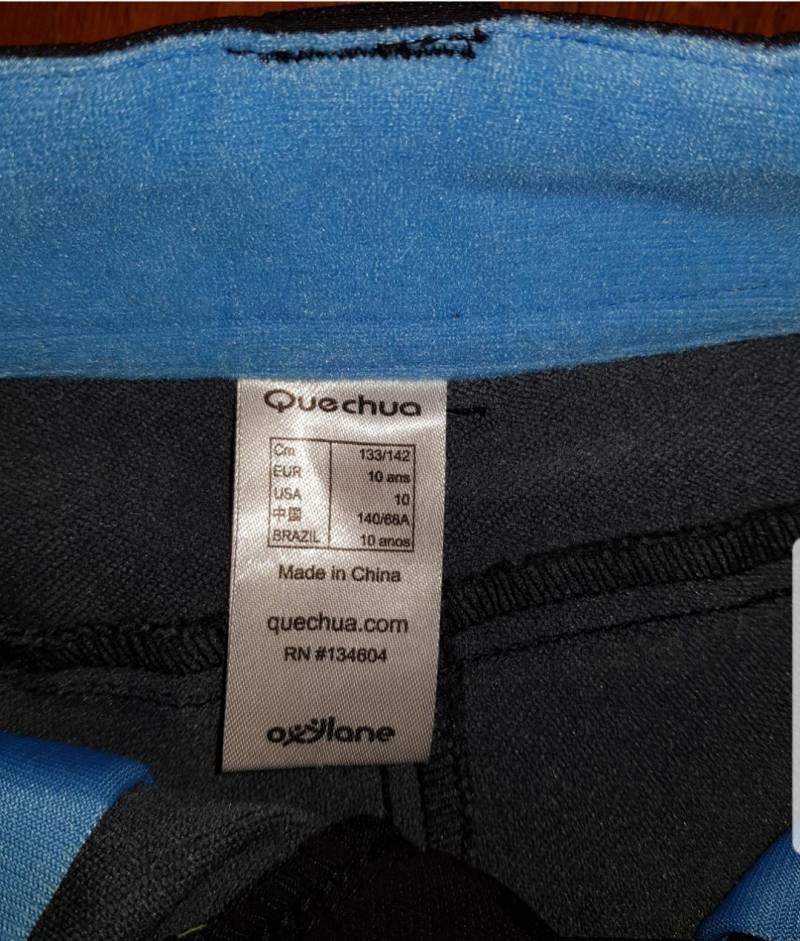 Quechua
Cm 133/142
EUR 10 ans
USA 10
中国 140/66A
BRAZIL 10 anos
Made in China
quechua.com
RN #134604
oxylane